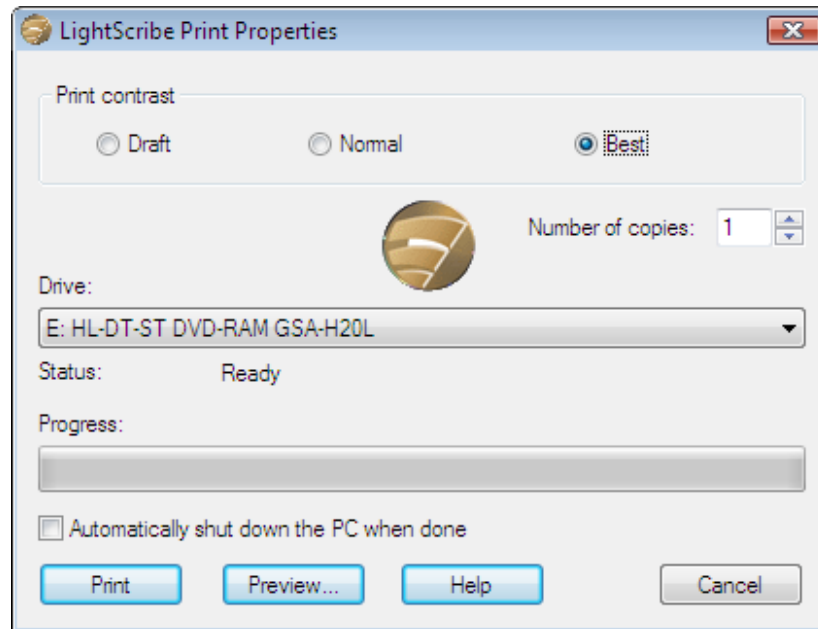 LightScribe Print Properties
Print contrast
Draft Normal Best
Number of copies: 1
Drive:
E: HL-DT-ST DVD-RAM GSA-H20L
Status: Ready
Progress:
Automatically shut down the PC when done
Print Preview... Help Cancel